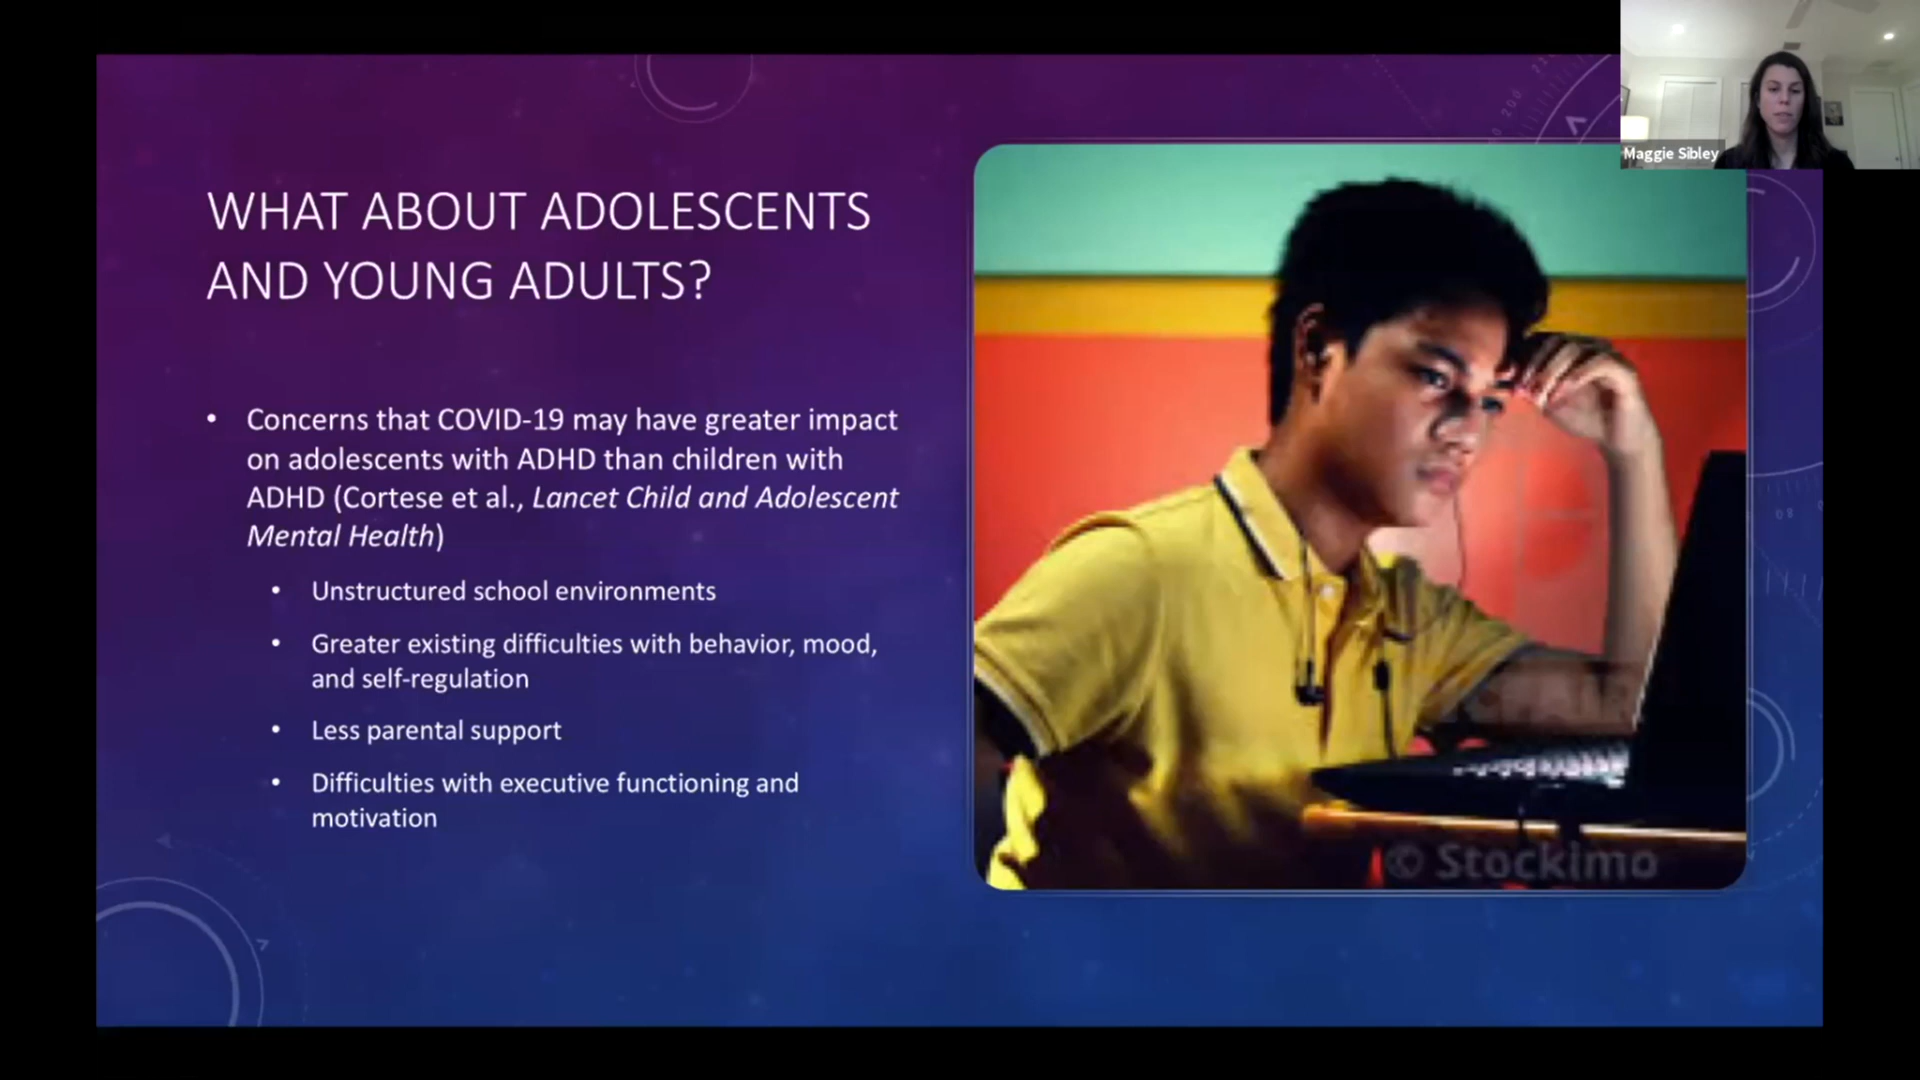 Maggie Sibley
WHAT ABOUT ADOLESCENTS
AND YOUNG ADULTS?
• Concerns that COVID-19 may have greater impact
on adolescents with ADHD than children with
ADHD (Cortese et al., Lancet Child and Adolescent
Mental Health)
• Unstructured school environments
• Greater existing difficulties with behavior, mood,
and self-regulation
• Less parental support
• Difficulties with executive functioning and
motivation
© Stockimo